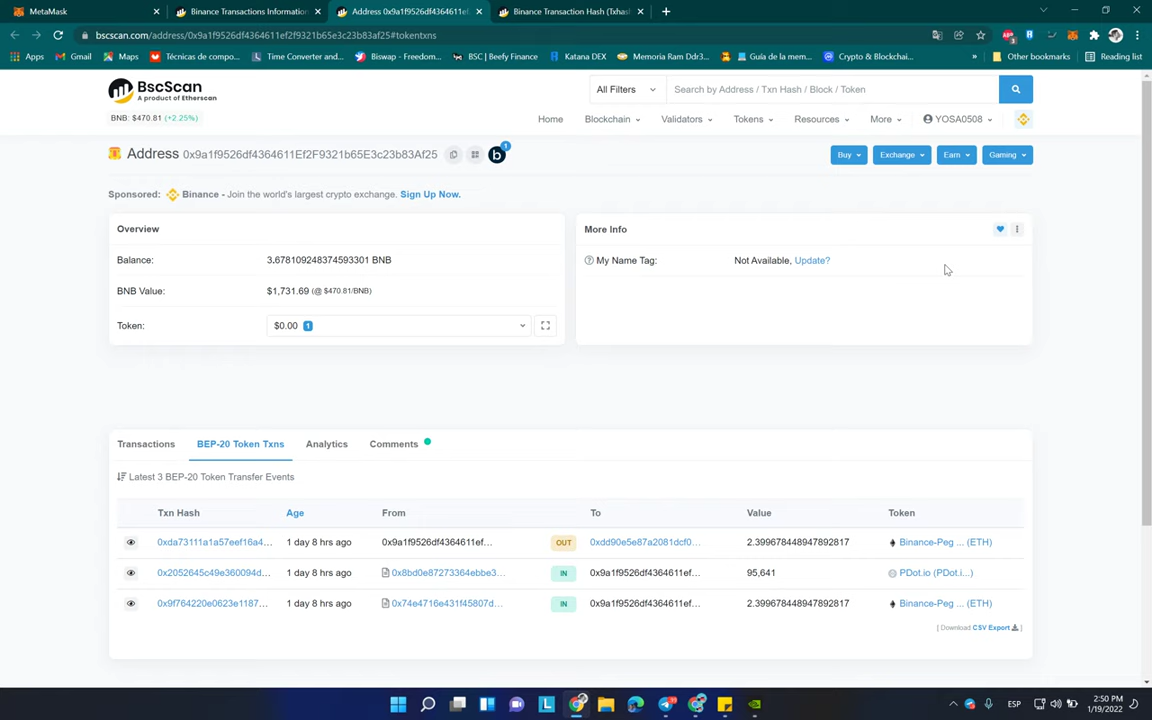 MetaMask
Binance Transactions Information
Address 0x9a1f9526df4364611ef
Binance Transaction Hash (Txhash
bscscan.com/address/0x9a1f9526df4364611ef2f9321b65e3c23b83af25#tokentxns
Apps
Gmail
Maps
Técnicas de compo...
Time Converter and...
Biswap - Freedom...
BSC | Beefy Finance
Katana DEX
Memoria Ram Ddr3...
Guía de la mem...
Crypto & Blockchai...
»
Other bookmarks
Reading list
BscScan
A product of Etherscan
All Filters
Search by Address / Txn Hash / Block / Token
BNB: $470.81 (+2.25%)
Home
Blockchain
Validators
Tokens
Resources
More
YOSA0508
Address 0x9a1f9526df4364611Ef2F9321b65E3c23b83Af25
b
1
Buy
Exchange
Earn
Gaming
Sponsored: Binance - Join the world's largest crypto exchange. Sign Up Now.
Overview
Balance: 3.678109248374593301 BNB
BNB Value: $1,731.69 (@ $470.81/BNB)
Token: $0.00 1
More Info
My Name Tag: Not Available, Update?
Transactions
BEP-20 Token Txns
Analytics
Comments
Latest 3 BEP-20 Token Transfer Events
Txn Hash Age From To Value Token
0xda73111a1a57eef16a4... 1 day 8 hrs ago 0x9a1f9526df4364611ef... OUT 0xdd90e5e87a2081dcf0... 2.399678448947892817 Binance-Peg ... (ETH)
0x2052645c49e360094d... 1 day 8 hrs ago 0x8bd0e87273364ebbe3... IN 0x9a1f9526df4364611ef... 95,641 PDot.io (PDot.i...)
0x9f764220e0623e1187... 1 day 8 hrs ago 0x74e4716e431f45807d... IN 0x9a1f9526df4364611ef... 2.399678448947892817 Binance-Peg ... (ETH)
[ Download CSV Export ]
ESP
2:50 PM
1/19/2022